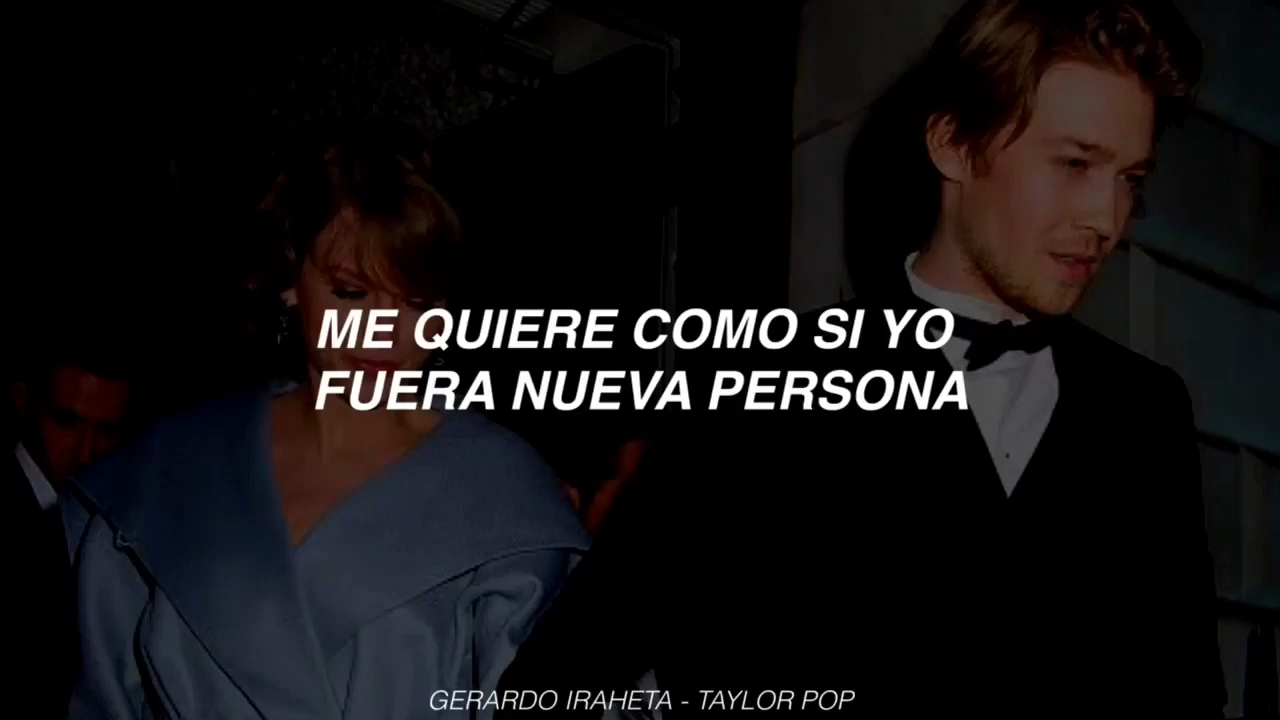 ME QUIERE COMO SI YO
FUERA NUEVA PERSONA
GERARDO IRAHETA - TAYLOR POP